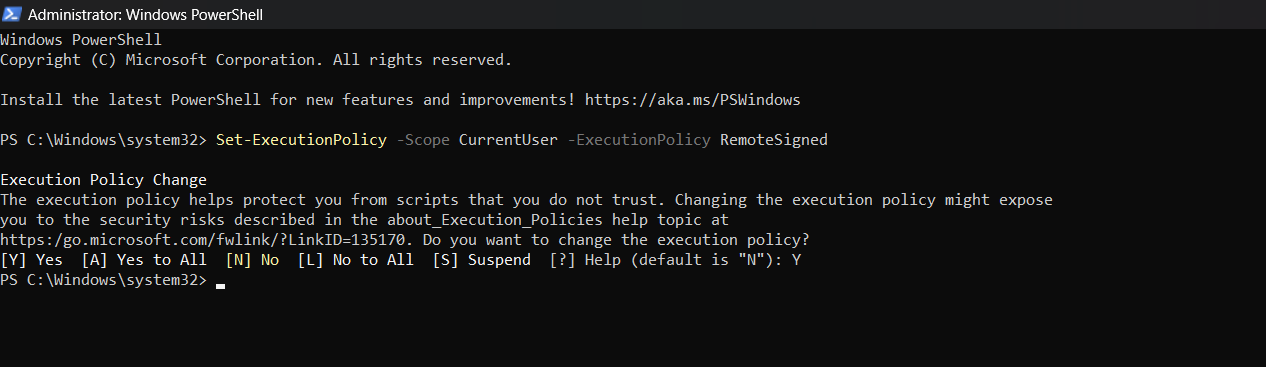 Administrator: Windows PowerShell
Windows PowerShell
Copyright (C) Microsoft Corporation. All rights reserved.
Install the latest PowerShell for new features and improvements! https://aka.ms/PSWindows
PS C:\Windows\system32> Set-ExecutionPolicy -Scope CurrentUser -ExecutionPolicy RemoteSigned
Execution Policy Change
The execution policy helps protect you from scripts that you do not trust. Changing the execution policy might expose
you to the security risks described in the about_Execution_Policies help topic at
https:/go.microsoft.com/fwlink/?LinkID=135170. Do you want to change the execution policy?
[Y] Yes  [A] Yes to All  [N] No  [L] No to All  [S] Suspend  [?] Help (default is "N"): Y
PS C:\Windows\system32>